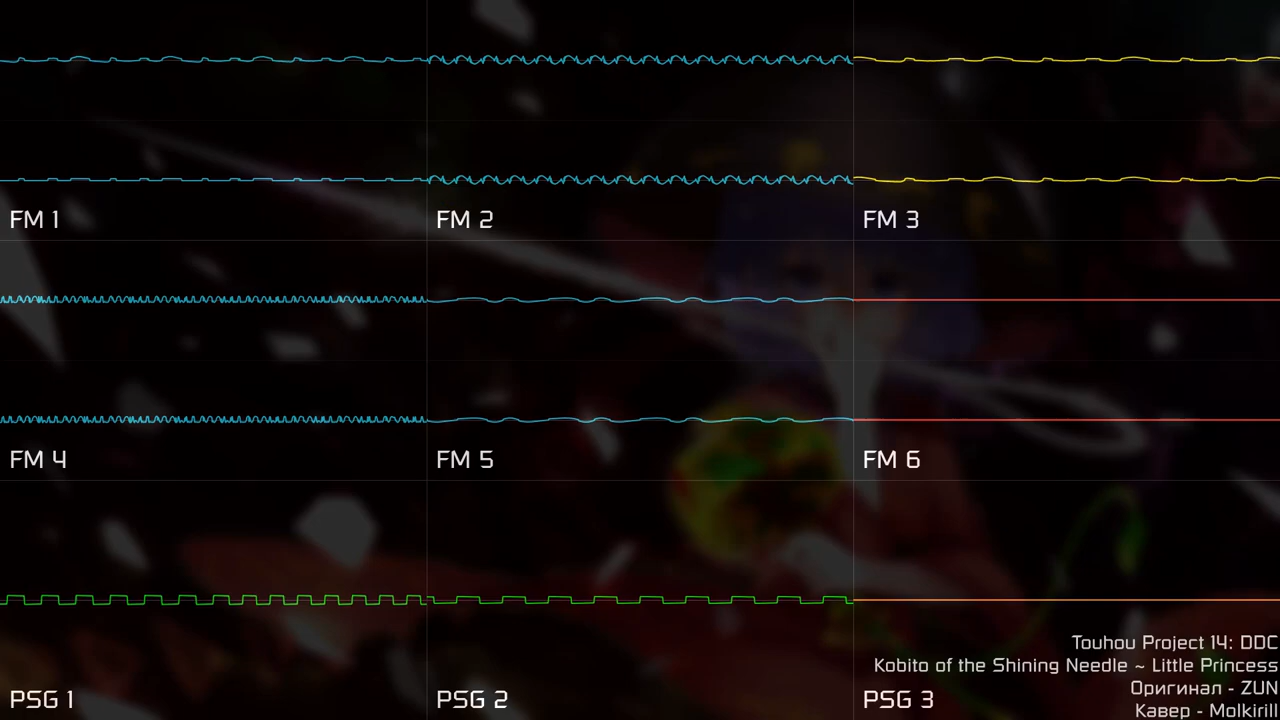 FM 1
FM 2
FM 3
FM 4
FM 5
FM 6
PSG 1
PSG 2
PSG 3
Touhou Project 14: DDC
Kobito of the Shining Needle ~ Little Princess
Оригинал - ZUN
Кавер - Molkirill